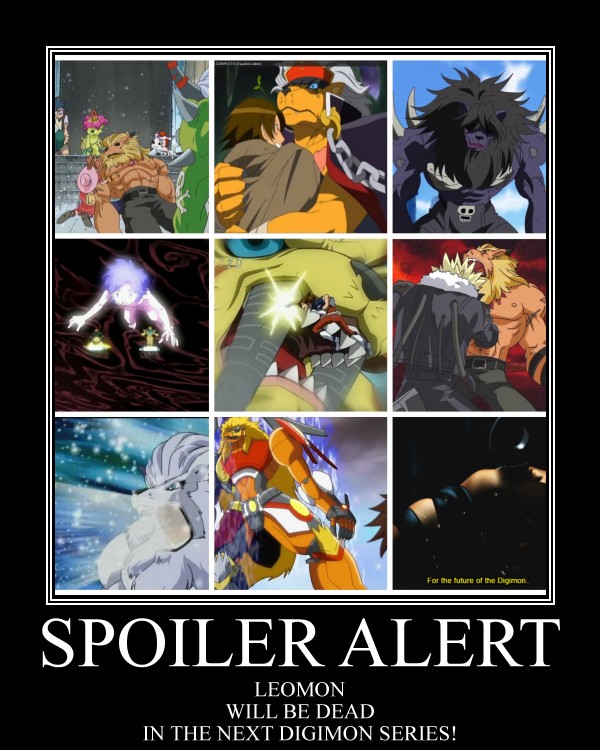 For the future of the Digimon..
SPOILER ALERT
LEOMON
WILL BE DEAD
IN THE NEXT DIGIMON SERIES!